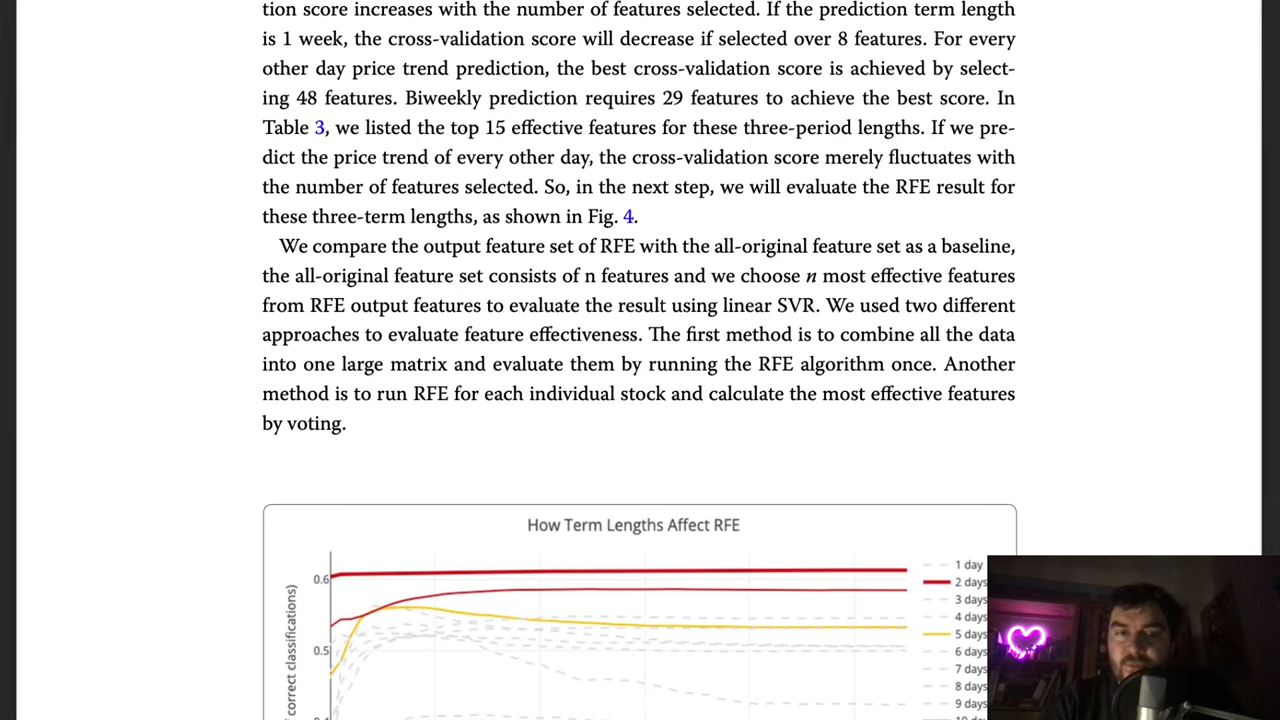 tion score increases with the number of features selected. If the prediction term length
is 1 week, the cross-validation score will decrease if selected over 8 features. For every
other day price trend prediction, the best cross-validation score is achieved by select-
ing 48 features. Biweekly prediction requires 29 features to achieve the best score. In
Table 3, we listed the top 15 effective features for these three-period lengths. If we pre-
dict the price trend of every other day, the cross-validation score merely fluctuates with
the number of features selected. So, in the next step, we will evaluate the RFE result for
these three-term lengths, as shown in Fig. 4.
We compare the output feature set of RFE with the all-original feature set as a baseline,
the all-original feature set consists of n features and we choose n most effective features
from RFE output features to evaluate the result using linear SVR. We used two different
approaches to evaluate feature effectiveness. The first method is to combine all the data
into one large matrix and evaluate them by running the RFE algorithm once. Another
method is to run RFE for each individual stock and calculate the most effective features
by voting.
How Term Lengths Affect RFE
correct classifications)
0.6
0.5
1 day
2 days
3 days
4 days
5 days
6 days
7 days
8 days
9 days